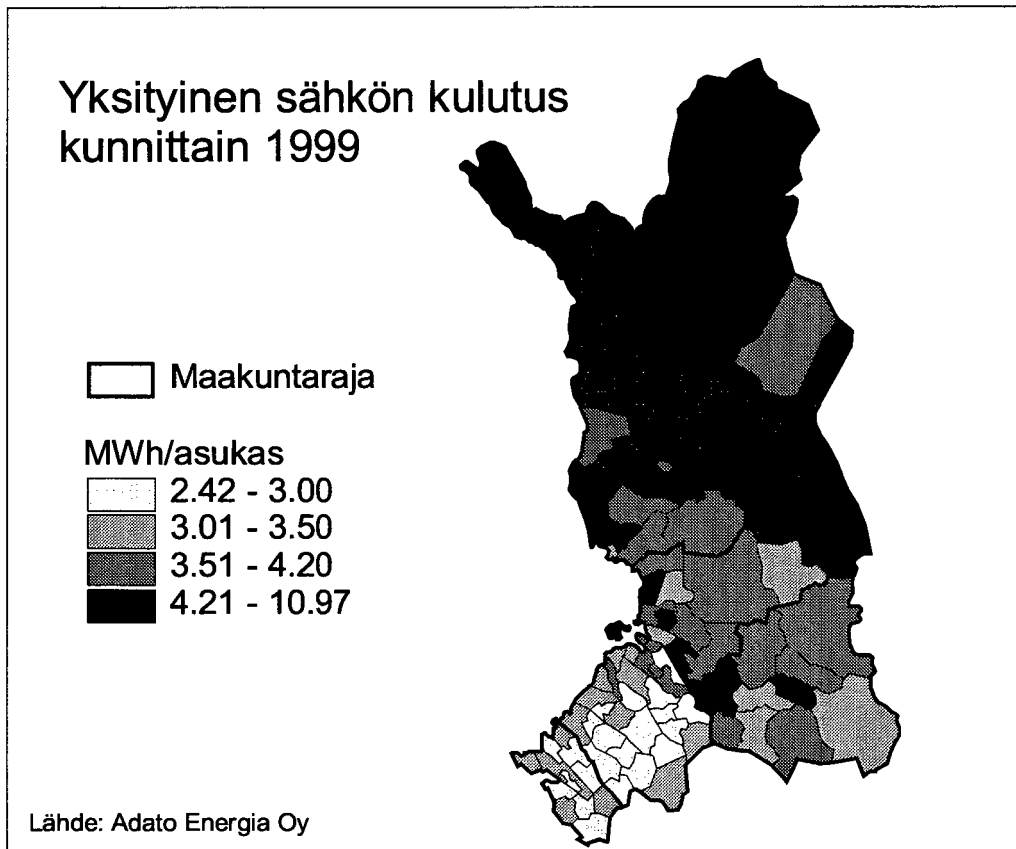 Yksityinen sähkön kulutus
kunnittain 1999
Maakuntaraja
MWh/asukas
2.42 - 3.00
3.01 - 3.50
3.51 - 4.20
4.21 - 10.97
Lähde: Adato Energia Oy